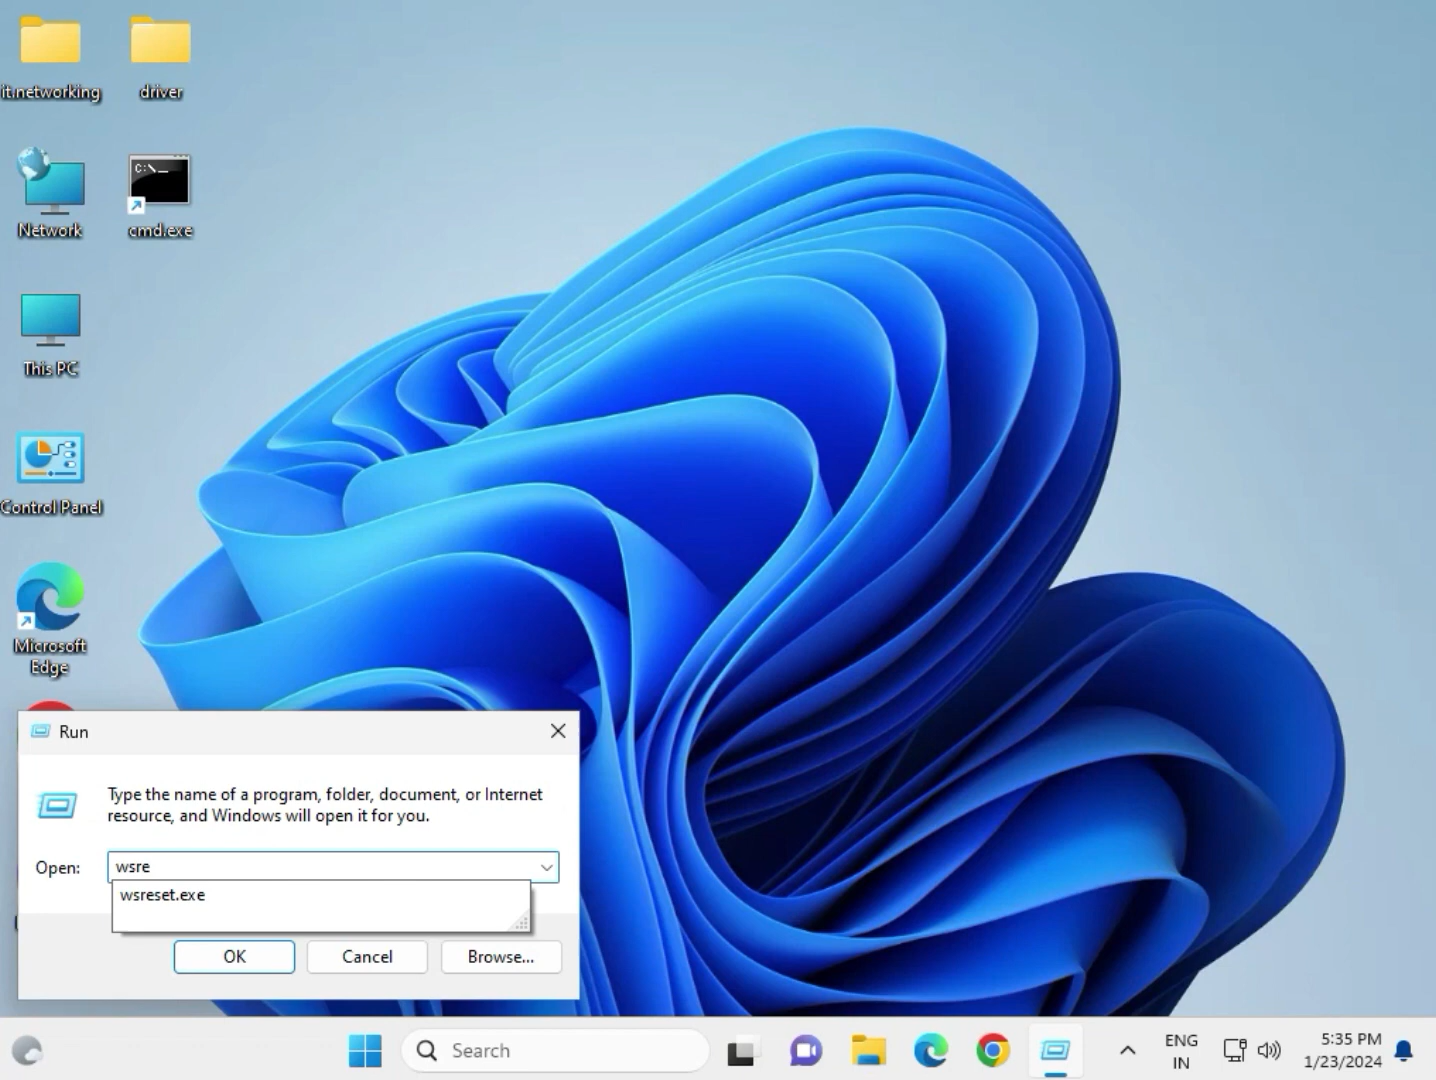 it.networking
driver
C:\_
Network
cmd.exe
This PC
Control Panel
Microsoft
Edge
Run
Type the name of a program, folder, document, or Internet
resource, and Windows will open it for you.
Open:
wsre
wsreset.exe
OK
Cancel
Browse...
Search
ENG
IN
5:35 PM
1/23/2024